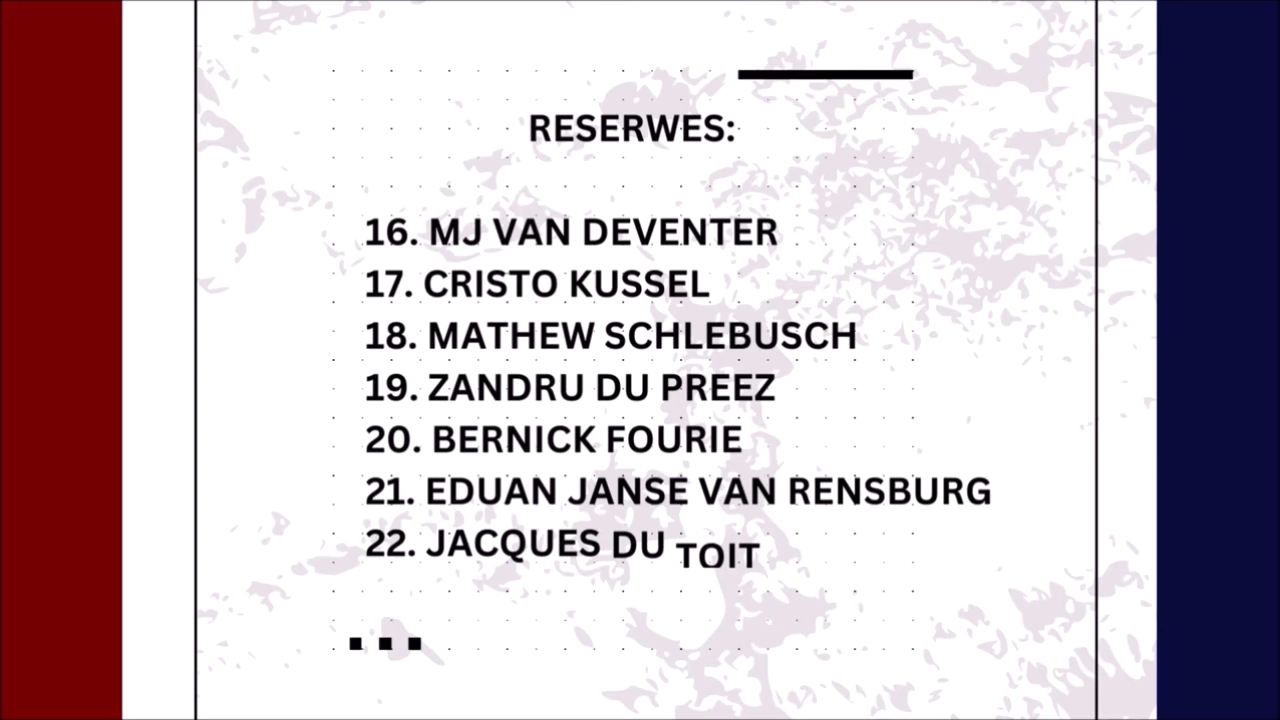 RESERWES:
16. MJ VAN DEVENTER
17. CRISTO KUSSEL
18. MATHEW SCHLEBUSCH
19. ZANDRU DU PREEZ
20. BERNICK FOURIE
21. EDUAN JANSE VAN RENSBURG
22. JACQUES DU TOIT